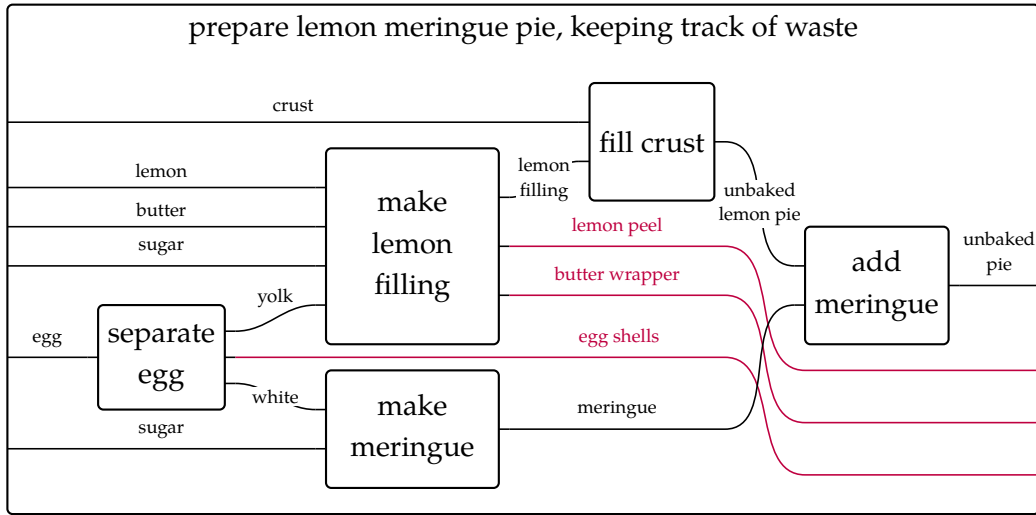 prepare lemon meringue pie, keeping track of waste
crust
fill crust
lemon
filling
unbaked
lemon pie
lemon
butter
sugar
yolk
make
lemon
filling
lemon peel
butter wrapper
egg shells
add
meringue
unbaked
pie
egg
separate
egg
white
sugar
make
meringue
meringue